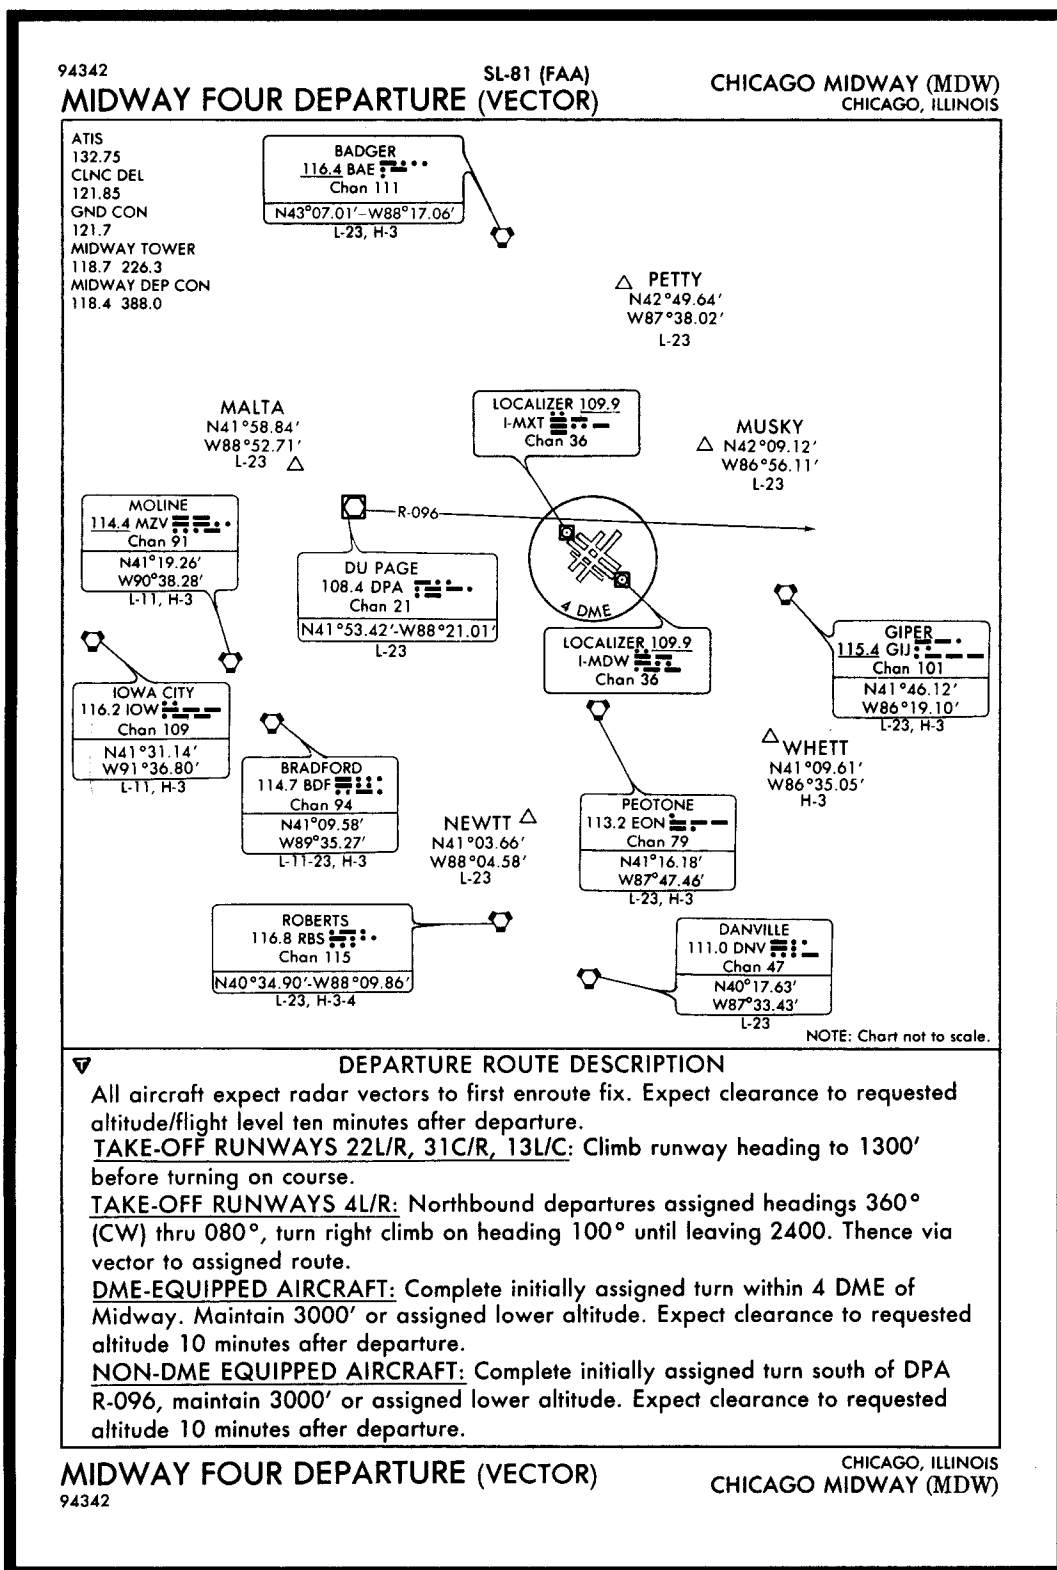 94342
SL-81 (FAA)
MIDWAY FOUR DEPARTURE (VECTOR)
CHICAGO MIDWAY (MDW)
CHICAGO, ILLINOIS
ATIS
132.75
CLNC DEL
121.85
GND CON
121.7
MIDWAY TOWER
118.7 226.3
MIDWAY DEP CON
118.4 388.0
BADGER
116.4 BAE
Chan 111
N43°07.01'-W88°17.06'
L-23, H-3
PETTY
N42°49.64'
W87°38.02'
L-23
MALTA
N41°58.84'
W88°52.71'
L-23
LOCALIZER 109.9
I-MXT
Chan 36
MUSKY
N42°09.12'
W86°56.11'
L-23
MOLINE
114.4 MZV
Chan 91
N41°19.26'
W90°38.28'
L-11, H-3
R-096
DU PAGE
108.4 DPA
Chan 21
N41°53.42'-W88°21.01'
L-23
4 DME
LOCALIZER 109.9
I-MDW
Chan 36
GIPER
115.4 GIJ
Chan 101
N41°46.12'
W86°19.10'
L-23, H-3
IOWA CITY
116.2 IOW
Chan 109
N41°31.14'
W91°36.80'
L-11, H-3
BRADFORD
114.7 BDF
Chan 94
N41°09.58'
W89°35.27'
L-11-23, H-3
NEWTT
N41°03.66'
W88°04.58'
L-23
PEOTONE
113.2 EON
Chan 79
N41°16.18'
W87°47.46'
L-23, H-3
WHETT
N41°09.61'
W86°35.05'
H-3
ROBERTS
116.8 RBS
Chan 115
N40°34.90'-W88°09.86'
L-23, H-3-4
DANVILLE
111.0 DNV
Chan 47
N40°17.63'
W87°33.43'
L-23
NOTE: Chart not to scale.
T
DEPARTURE ROUTE DESCRIPTION
All aircraft expect radar vectors to first enroute fix. Expect clearance to requested
altitude/flight level ten minutes after departure.
TAKE-OFF RUNWAYS 22L/R, 31C/R, 13L/C: Climb runway heading to 1300'
before turning on course.
TAKE-OFF RUNWAYS 4L/R: Northbound departures assigned headings 360°
(CW) thru 080°, turn right climb on heading 100° until leaving 2400. Thence via
vector to assigned route.
DME-EQUIPPED AIRCRAFT: Complete initially assigned turn within 4 DME of
Midway. Maintain 3000' or assigned lower altitude. Expect clearance to requested
altitude 10 minutes after departure.
NON-DME EQUIPPED AIRCRAFT: Complete initially assigned turn south of DPA
R-096, maintain 3000' or assigned lower altitude. Expect clearance to requested
altitude 10 minutes after departure.
MIDWAY FOUR DEPARTURE (VECTOR)
94342
CHICAGO, ILLINOIS
CHICAGO MIDWAY (MDW)